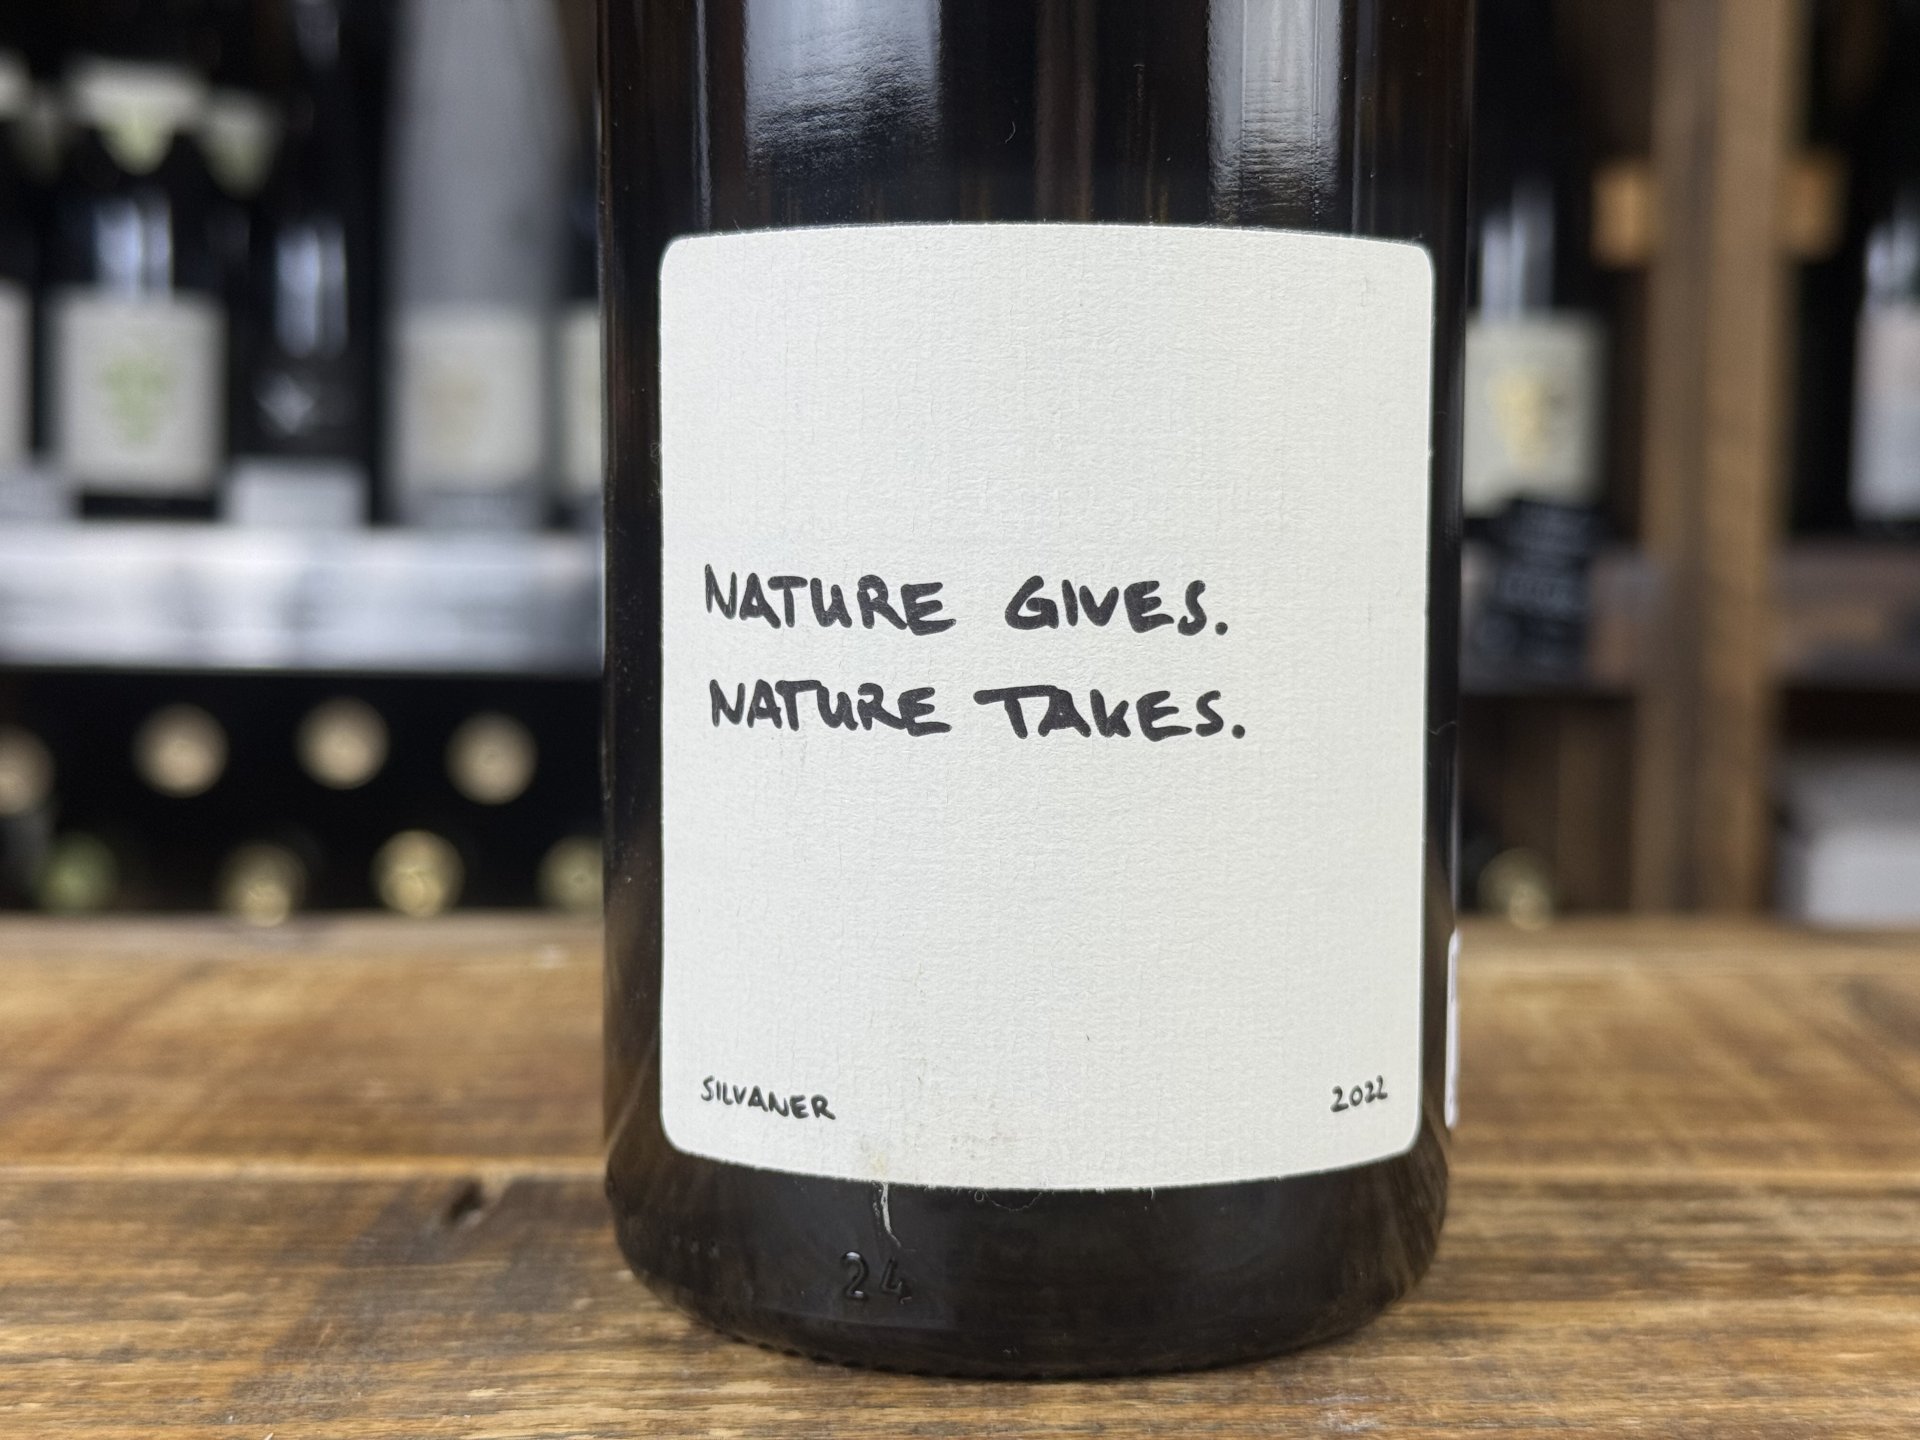 NATURE GIVES.
NATURE TAKES.
SILVANER 2022
24